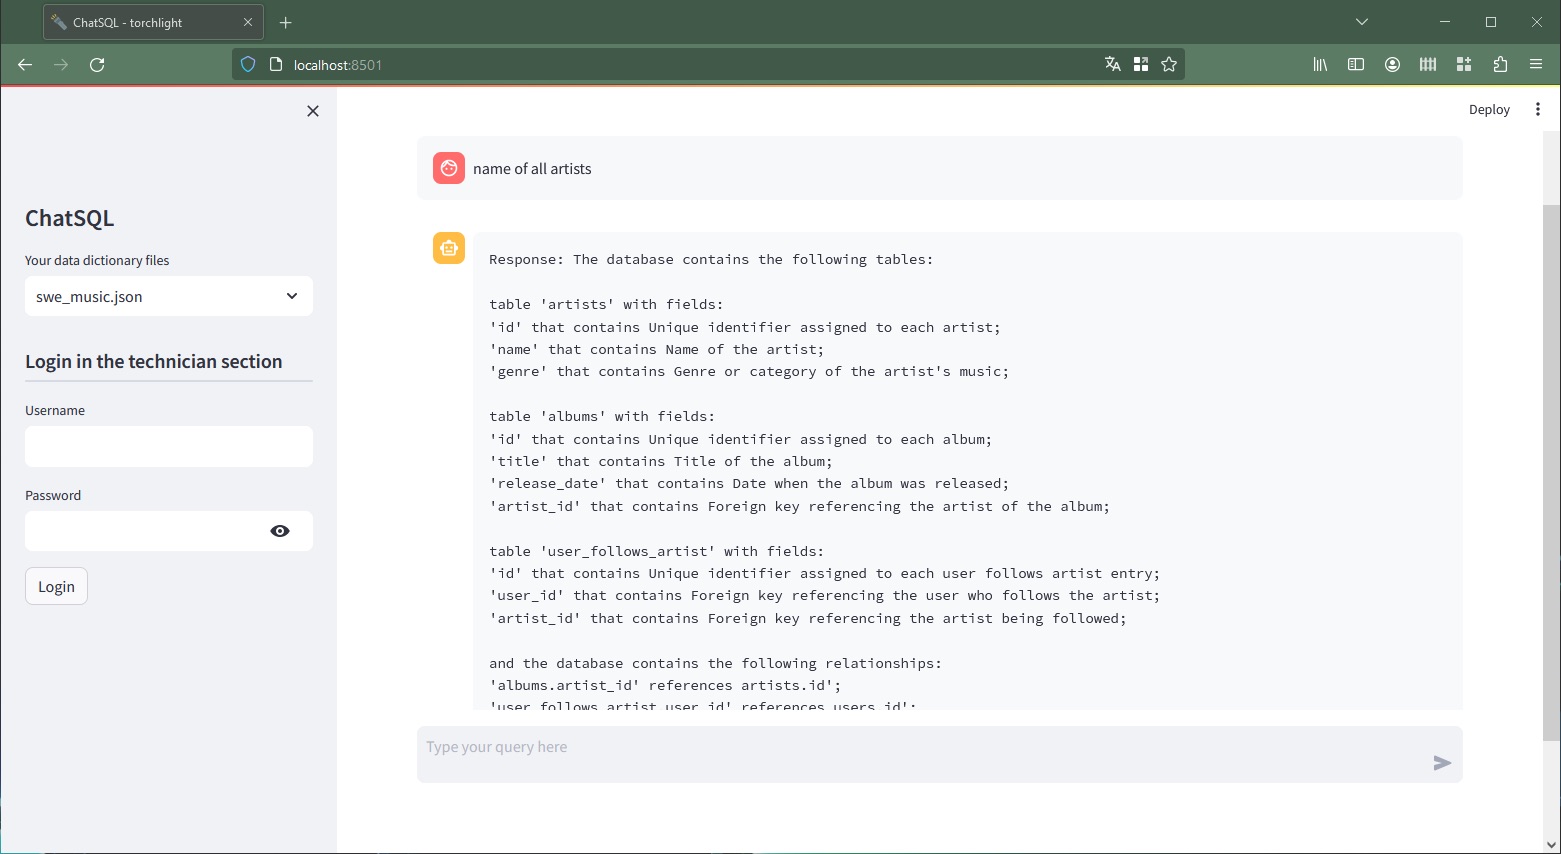 ChatSQL - torchlight
localhost:8501
Deploy
ChatSQL
Your data dictionary files
swe_music.json
Login in the technician section
Username
Password
Login
name of all artists
Response: The database contains the following tables:
table 'artists' with fields:
'id' that contains Unique identifier assigned to each artist;
'name' that contains Name of the artist;
'genre' that contains Genre or category of the artist's music;
table 'albums' with fields:
'id' that contains Unique identifier assigned to each album;
'title' that contains Title of the album;
'release_date' that contains Date when the album was released;
'artist_id' that contains Foreign key referencing the artist of the album;
table 'user_follows_artist' with fields:
'id' that contains Unique identifier assigned to each user follows artist entry;
'user_id' that contains Foreign key referencing the user who follows the artist;
'artist_id' that contains Foreign key referencing the artist being followed;
and the database contains the following relationships:
'albums.artist_id' references artists.id';
'user_follows_artist.user_id' references users.id';
Type your query here